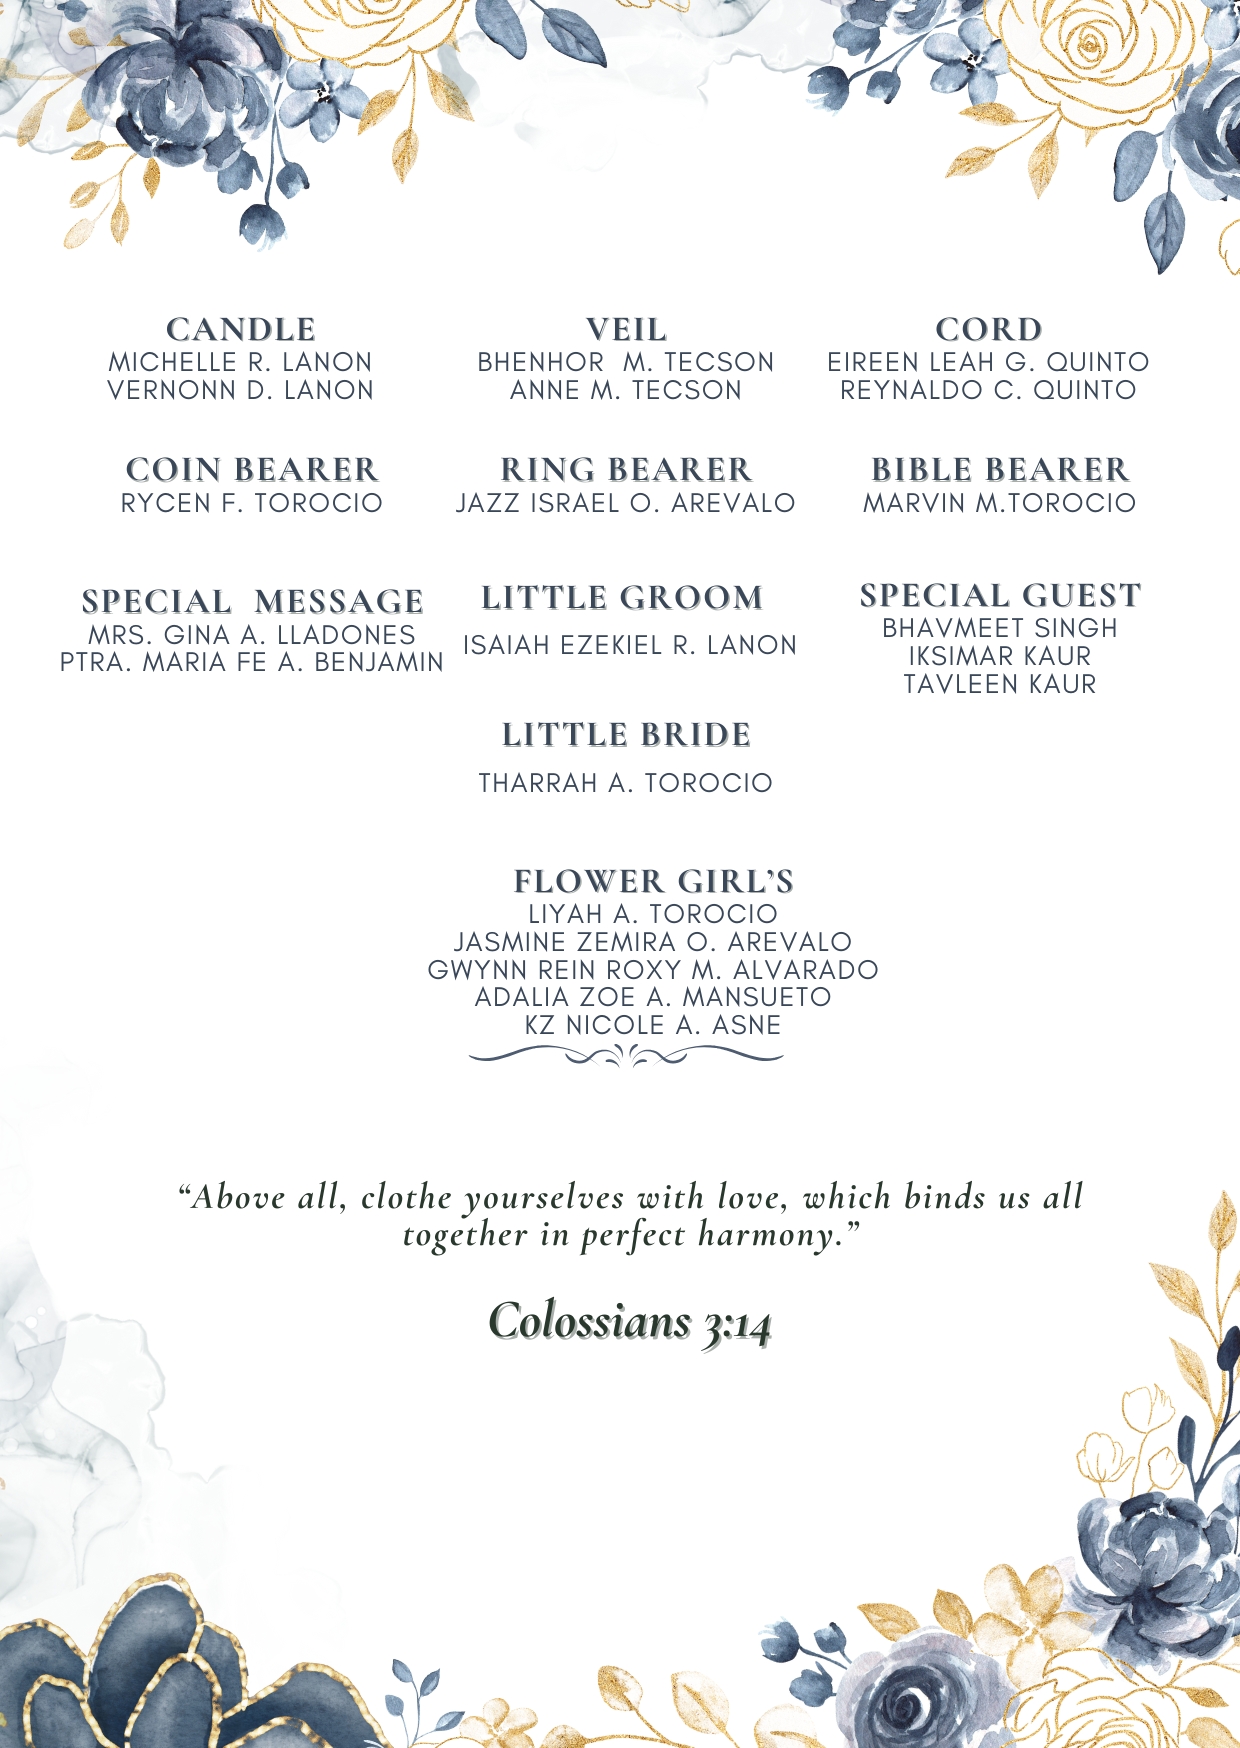 CANDLE
MICHELLE R. LANON
VERNONN D. LANON
VEIL
BHENHOR M. TECSON
ANNE M. TECSON
CORD
EIREEN LEAH G. QUINTO
REYNALDO C. QUINTO
COIN BEARER
RYCEN F. TOROCIO
RING BEARER
JAZZ ISRAEL O. AREVALO
BIBLE BEARER
MARVIN M.TOROCIO
SPECIAL MESSAGE
MRS. GINA A. LLADONES
PTRA. MARIA FE A. BENJAMIN
LITTLE GROOM
ISAIAH EZEKIEL R. LANON
SPECIAL GUEST
BHAVMEET SINGH
IKSIMAR KAUR
TAVLEEN KAUR
LITTLE BRIDE
THARRAH A. TOROCIO
FLOWER GIRL’S
LIYAH A. TOROCIO
JASMINE ZEMIRA O. AREVALO
GWYNN REIN ROXY M. ALVARADO
ADALIA ZOE A. MANSUETO
KZ NICOLE A. ASNE
“Above all, clothe yourselves with love, which binds us all
together in perfect harmony.”
Colossians 3:14